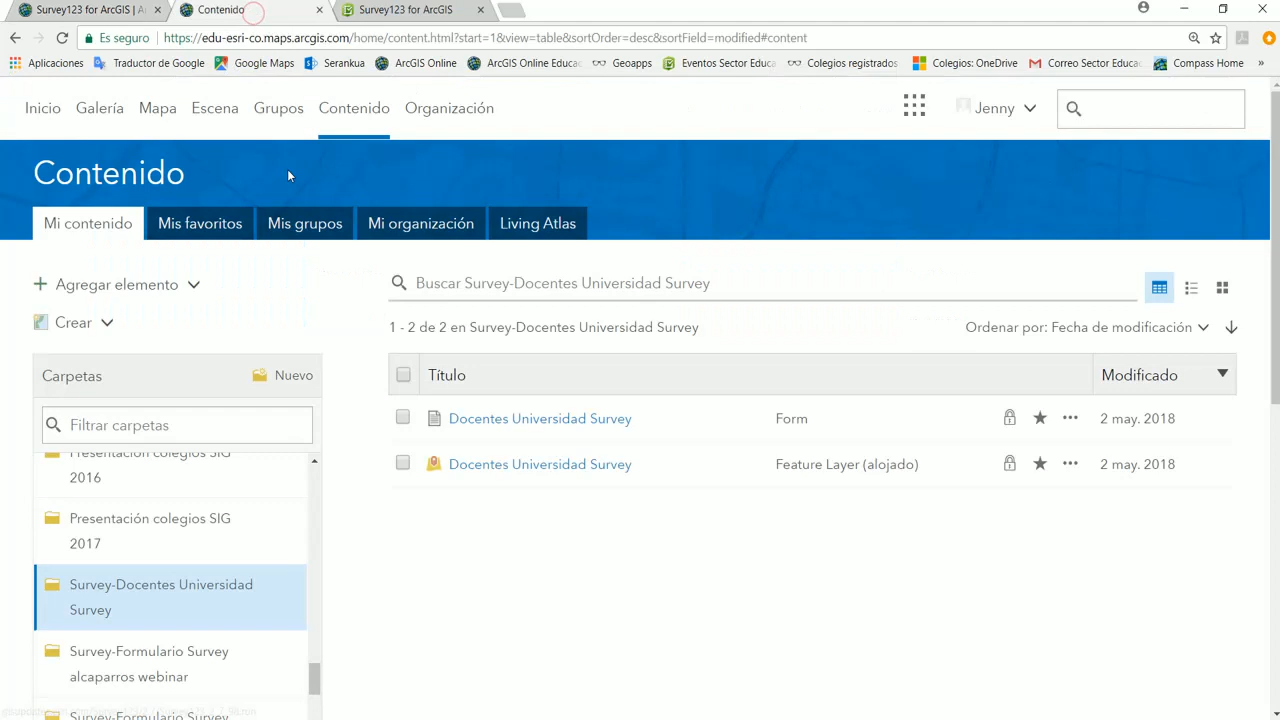 Survey123 for ArcGIS | A
Contenido
Survey123 for ArcGIS
Es seguro
https://edu-esri-co.maps.arcgis.com/home/content.html?start=1&view=table&sortOrder=desc&sortField=modified#content
Aplicaciones
Traductor de Google
Google Maps
Serankua
ArcGIS Online
ArcGIS Online Educa
Geoapps
Eventos Sector Educa
Colegios registrados
Colegios: OneDrive
Correo Sector Educac
Compass Home
»
Inicio
Galería
Mapa
Escena
Grupos
Contenido
Organización
Jenny
Contenido
Mi contenido
Mis favoritos
Mis grupos
Mi organización
Living Atlas
+ Agregar elemento
Crear
Buscar Survey-Docentes Universidad Survey
1 - 2 de 2 en Survey-Docentes Universidad Survey
Ordenar por: Fecha de modificación
Carpetas
Nuevo
Filtrar carpetas
Presentación colegios SIG
2016
Presentación colegios SIG
2017
Survey-Docentes Universidad
Survey
Survey-Formulario Survey
alcaparros webinar
Survey-Formulario Survey
Título
Modificado
Docentes Universidad Survey
Form
2 may. 2018
Docentes Universidad Survey
Feature Layer (alojado)
2 may. 2018